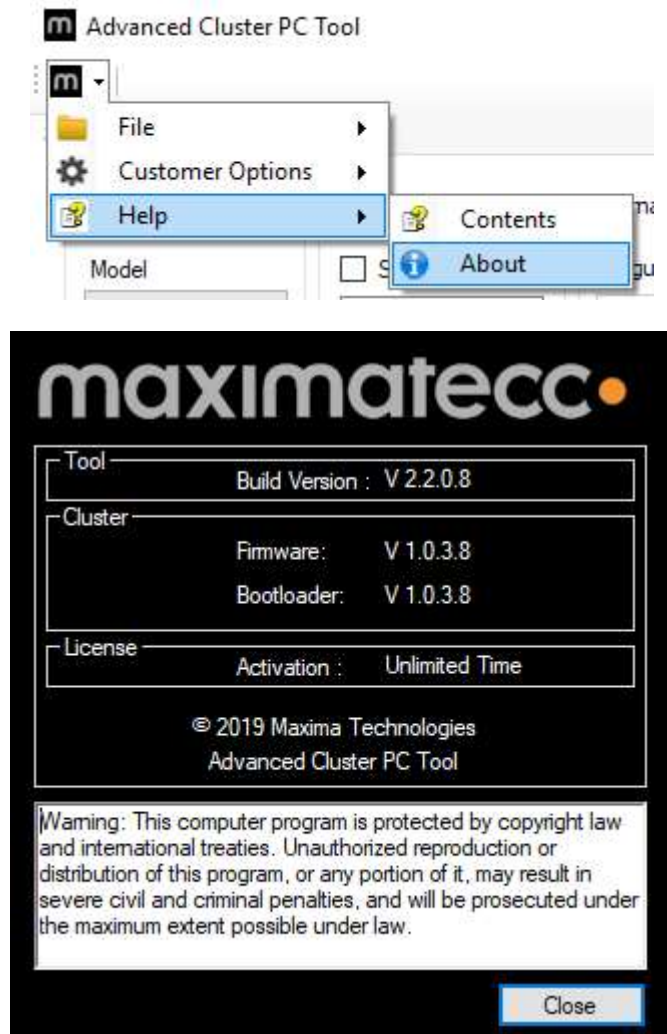 m Advanced Cluster PC Tool
m
File
Customer Options
Help
Contents
About
Model
maximatecc
Tool
Build Version : V 2.2.0.8
Cluster
Firmware: V 1.0.3.8
Bootloader: V 1.0.3.8
License
Activation : Unlimited Time
© 2019 Maxima Technologies
Advanced Cluster PC Tool
Warning: This computer program is protected by copyright law
and international treaties. Unauthorized reproduction or
distribution of this program, or any portion of it, may result in
severe civil and criminal penalties, and will be prosecuted under
the maximum extent possible under law.
Close